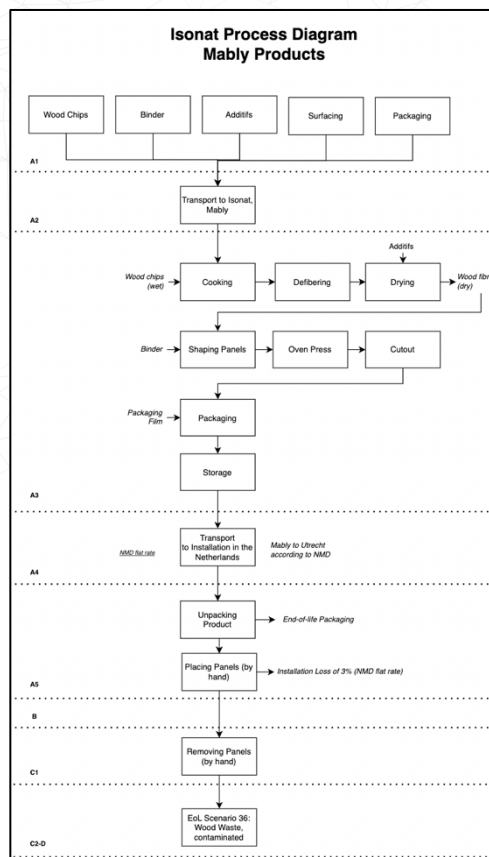 Isonat Process Diagram
Mably Products
Wood Chips
Binder
Additifs
Surfacing
Packaging
A1
Transport to Isonat,
Mably
A2
Additifs
Wood chips
(wet)
Cooking
Defibering
Drying
Wood fibr
(dry)
Binder
Shaping Panels
Oven Press
Cutout
Packaging
Film
Packaging
Storage
A3
NMD flat rate
Transport
to Installation in the
Netherlands
Mably to Utrecht
according to NMD
A4
Unpacking
Product
End-of-life Packaging
Placing Panels (by
hand)
Installation Loss of 3% (NMD flat rate)
A5
B
Removing Panels
(by hand)
C1
EoL Scenario 36:
Wood Waste,
contaminated
C2-D